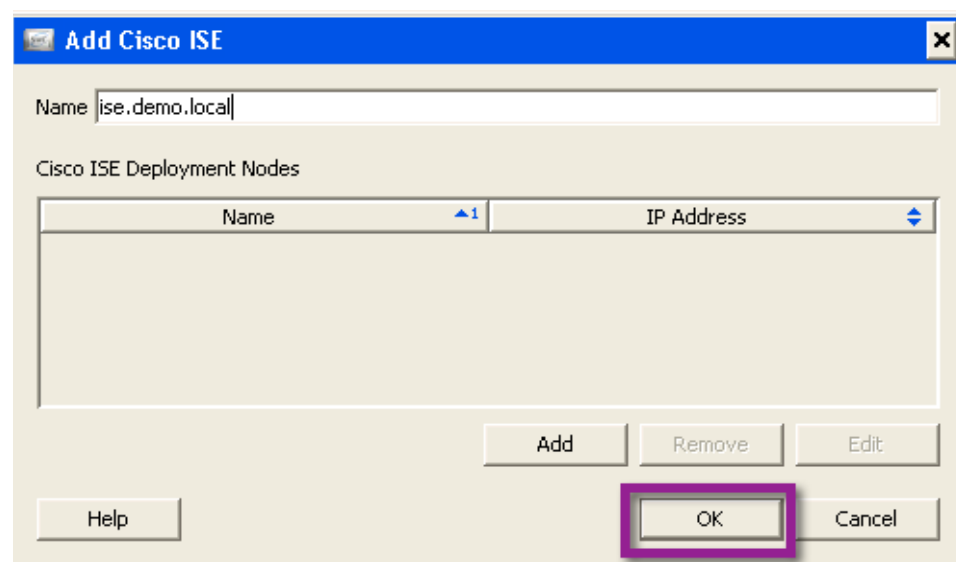 Add Cisco ISE
Name ise.demo.local
Cisco ISE Deployment Nodes
Name 1 IP Address
Add Remove Edit
Help OK Cancel